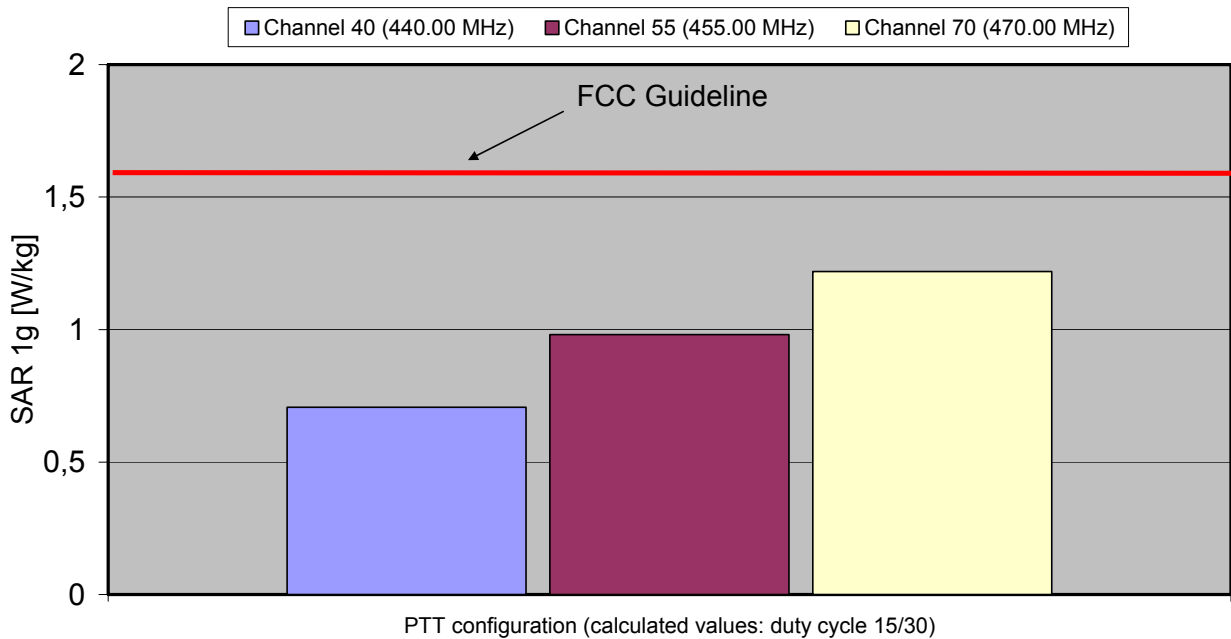 Channel 40 (440.00 MHz) Channel 55 (455.00 MHz) Channel 70 (470.00 MHz)
2
FCC Guideline
1,5
1
0,5
0
SAR 1g [W/kg]
PTT configuration (calculated values: duty cycle 15/30)